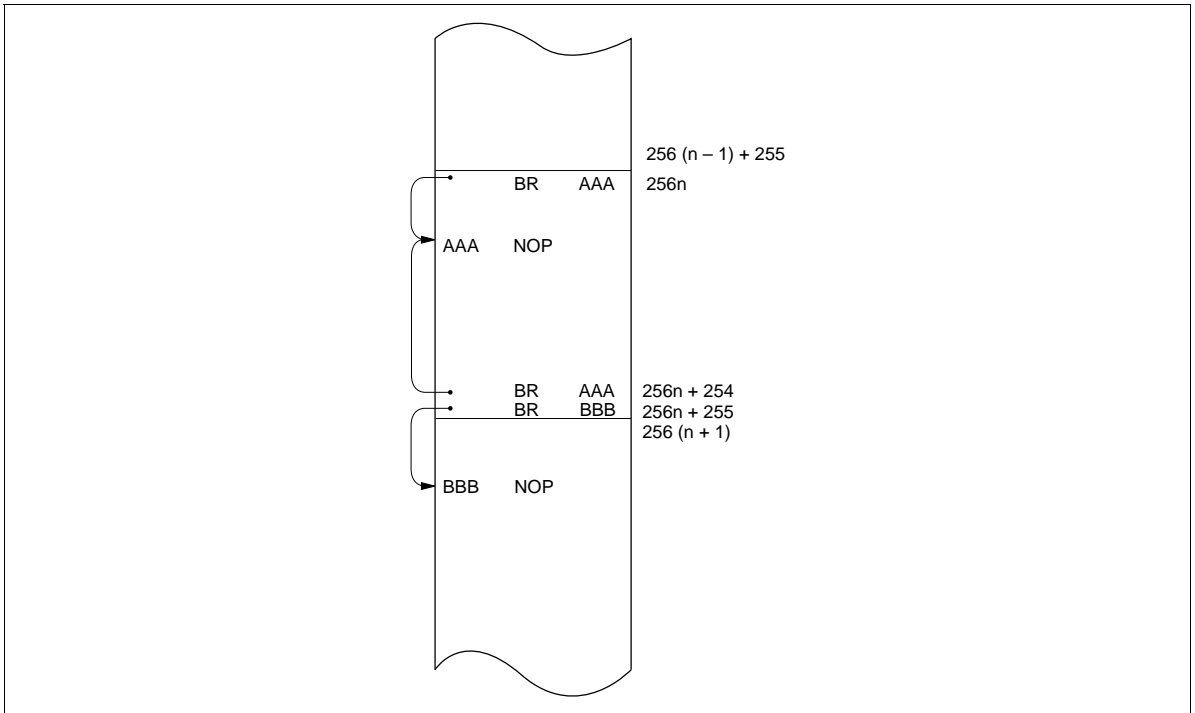 256 (n – 1) + 255
BR AAA 256n
AAA NOP
BR AAA 256n + 254
BR BBB 256n + 255
256 (n + 1)
BBB NOP